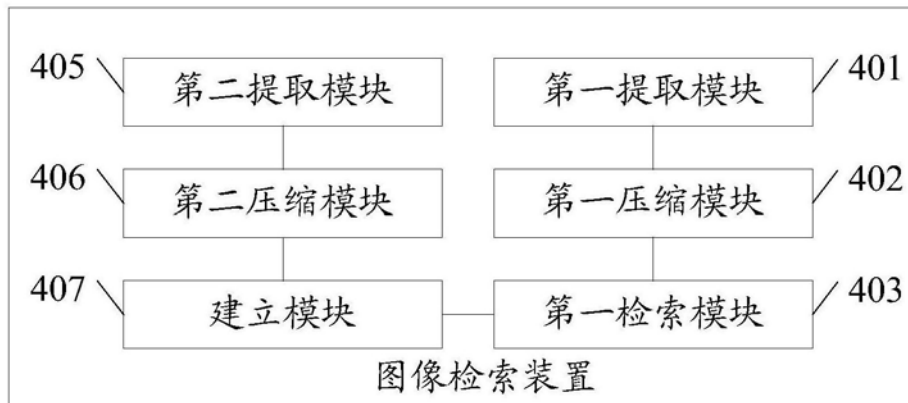 405 第二提取模块 第一提取模块 401
406 第二压缩模块 第一压缩模块 402
407 建立模块 第一检索模块 403
图像检索装置